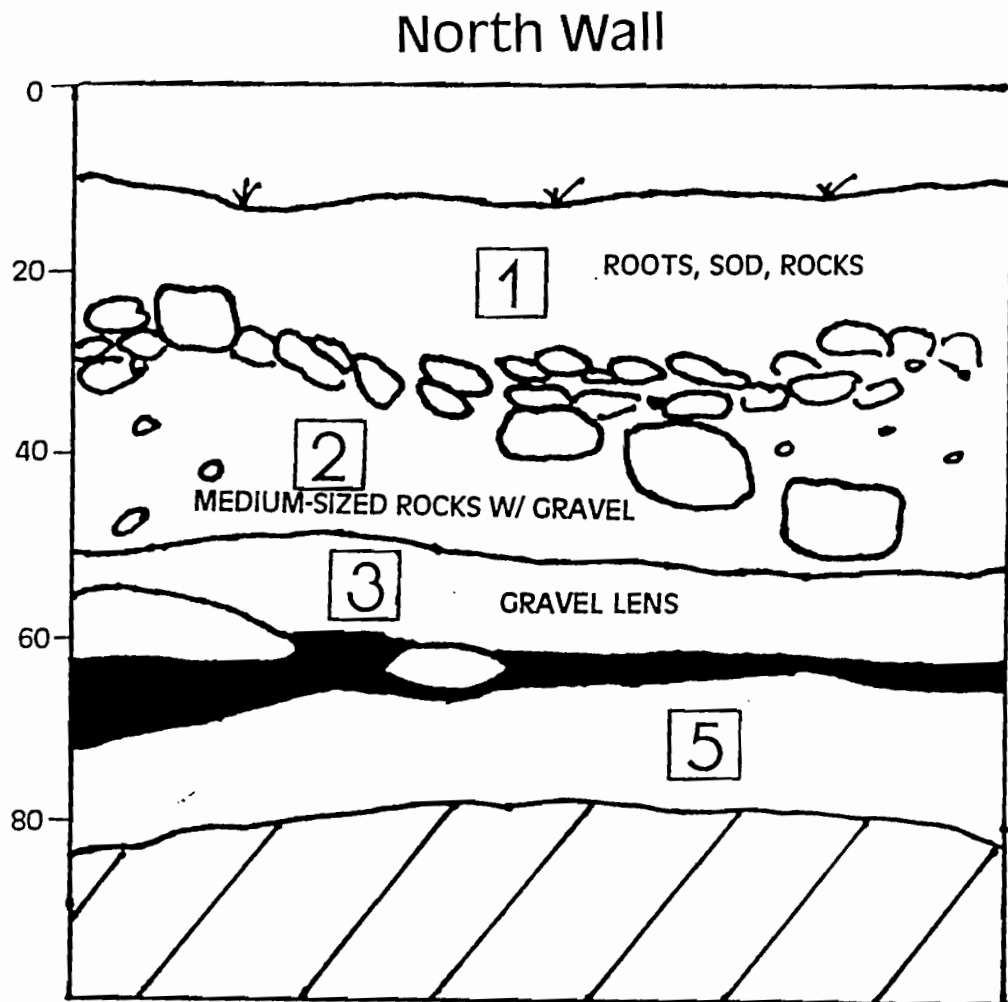 North Wall
0
20
1
ROOTS, SOD, ROCKS
40
2
MEDIUM-SIZED ROCKS W/ GRAVEL
3
GRAVEL LENS
60
5
80